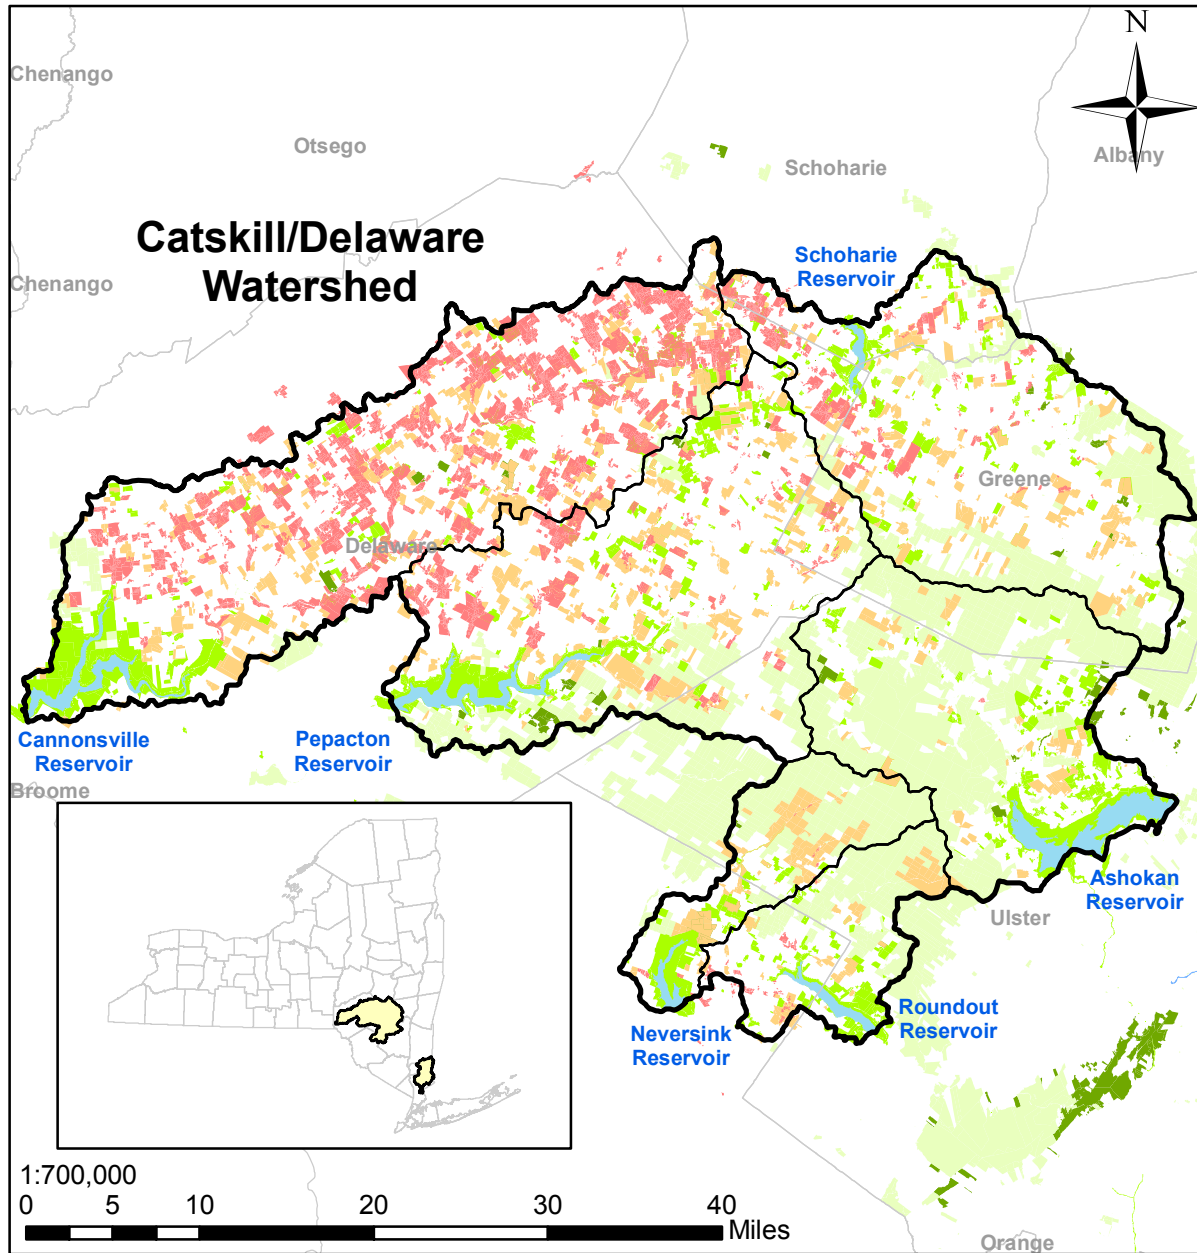 N
Chenango
Otsego
Schoharie
Albany
Catskill/Delaware
Watershed
Schoharie
Reservoir
Chenango
Greene
Delaware
Cannonsville
Reservoir
Pepacton
Reservoir
Broome
Ashokan
Reservoir
Ulster
Roundout
Reservoir
Neversink
Reservoir
1:700,000
0 5 10 20 30 40
Miles
Orange